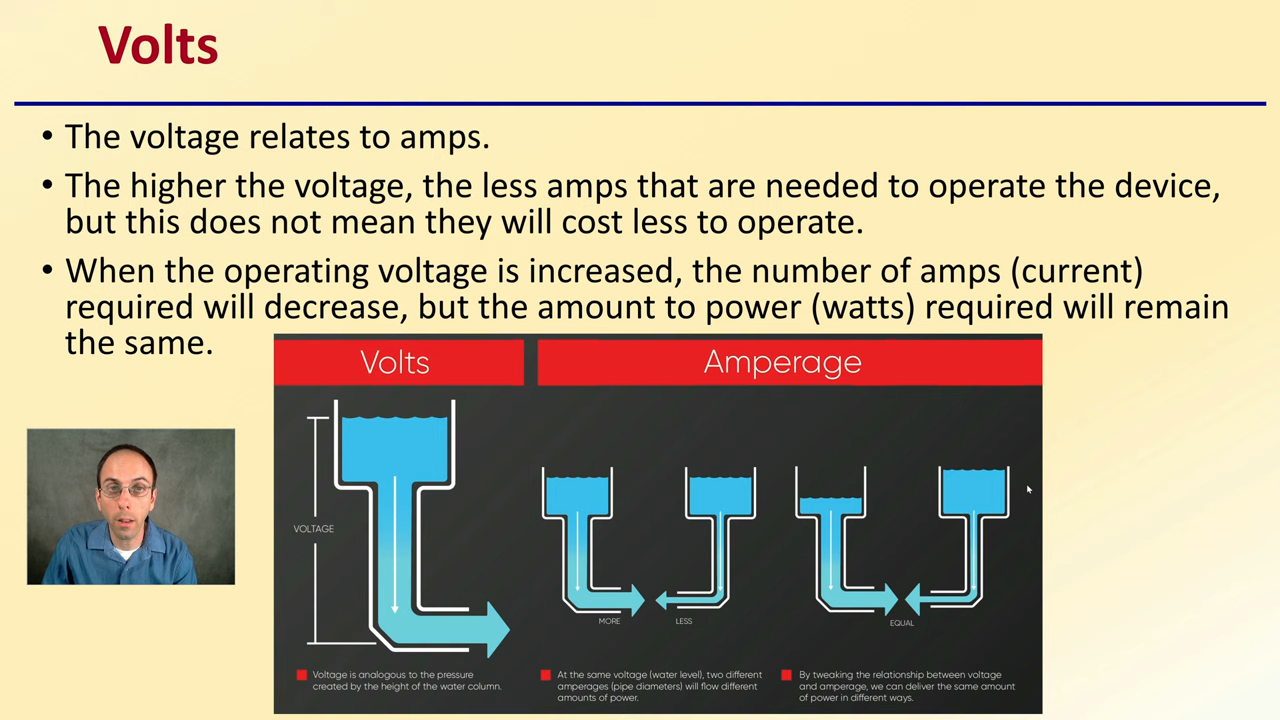 Volts
• The voltage relates to amps.
• The higher the voltage, the less amps that are needed to operate the device,
but this does not mean they will cost less to operate.
• When the operating voltage is increased, the number of amps (current)
required will decrease, but the amount to power (watts) required will remain
the same.
Volts
Amperage
VOLTAGE
MORE
LESS
EQUAL
Voltage is analogous to the pressure
created by the height of the water column.
At the same voltage (water level), two different
amperages (pipe diameters) will flow different
amounts of power.
By tweaking the relationship between voltage
and amperage, we can deliver the same amount
of power in different ways.